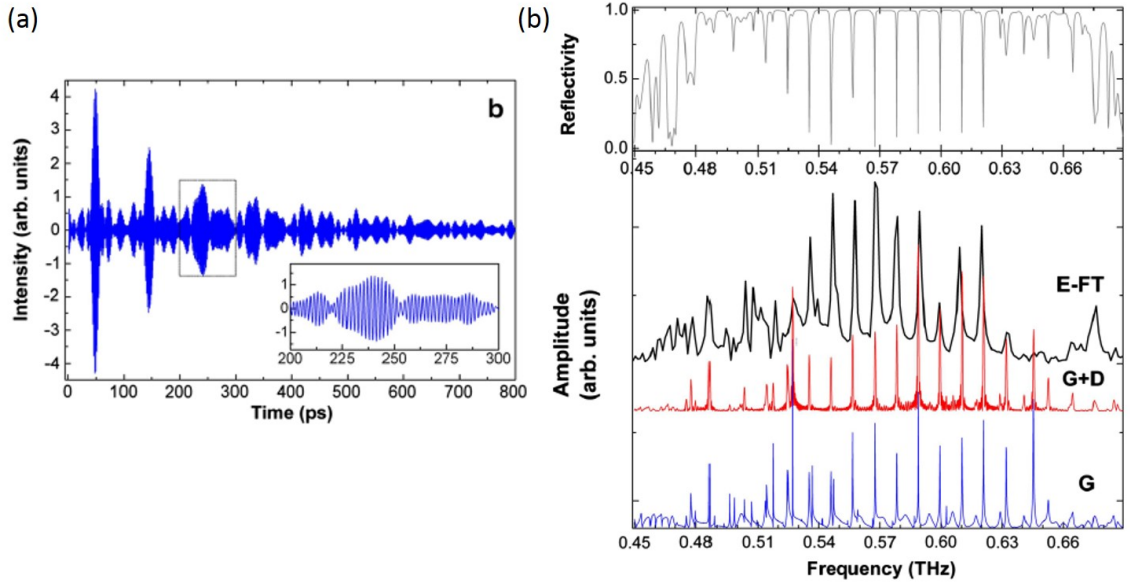 (a)
b
4
3
2
1
0
-1
-2
-3
-4
Intensity (arb. units)
1
0
-1
200 225 250 275 300
0 100 200 300 400 500 600 700 800
Time (ps)
(b)
1.0
0.5
0.0
Reflectivity
0.45 0.48 0.51 0.54 0.57 0.60 0.63 0.66
E-FT
G+D
G
Amplitude
(arb. units)
0.45 0.48 0.51 0.54 0.57 0.60 0.63 0.66
Frequency (THz)